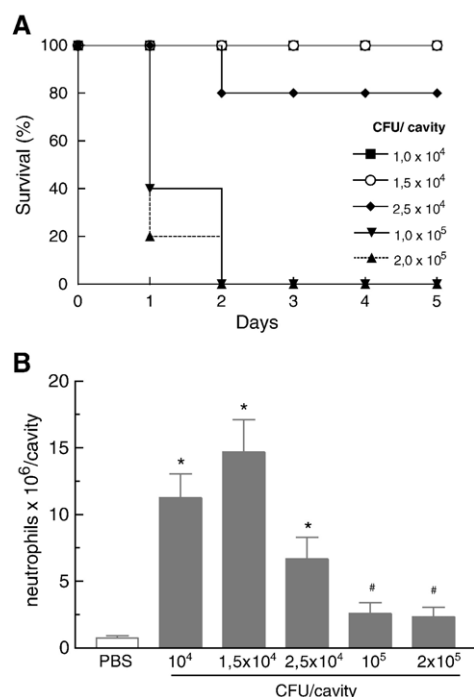 A
100
80
60
40
20
0
Survival (%)
CFU/ cavity
1,0 x 10⁴
1,5 x 10⁴
2,5 x 10⁴
1,0 x 10⁵
2,0 x 10⁵
0 1 2 3 4 5
Days
B
20
15
10
5
0
neutrophils x 10⁶/cavity
* * * # #
PBS 10⁴ 1,5x10⁴ 2,5x10⁴ 10⁵ 2x10⁵
CFU/cavity